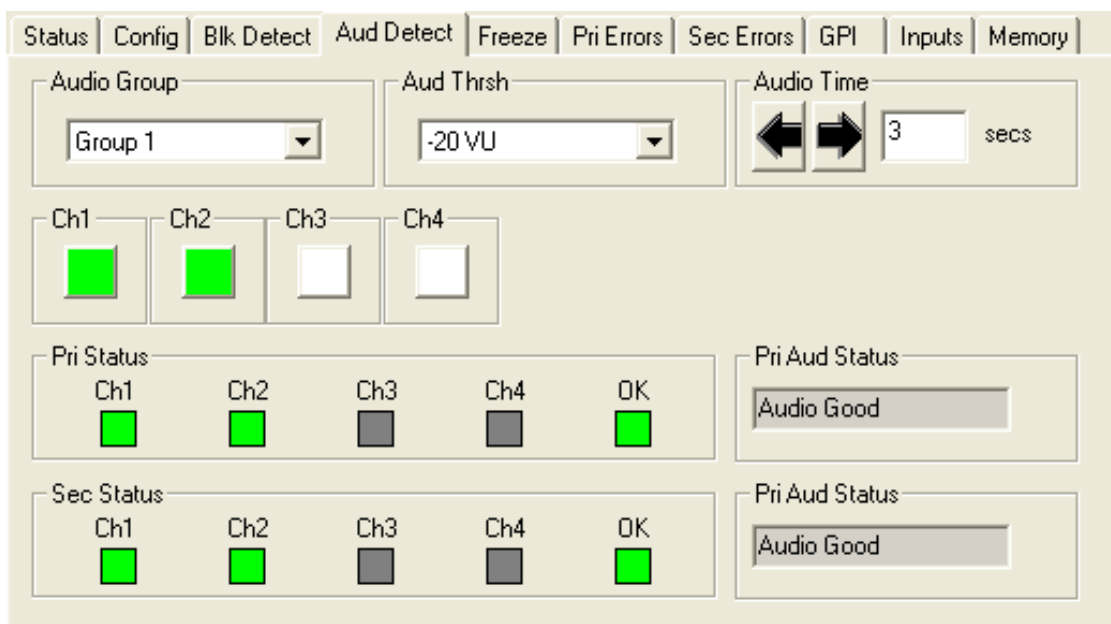 Status Config Blk Detect Aud Detect Freeze Pri Errors Sec Errors GPI Inputs Memory
Audio Group Aud Thrsh Audio Time
Group 1 -20 VU 3 secs
Ch1 Ch2 Ch3 Ch4
Pri Status Pri Aud Status
Ch1 Ch2 Ch3 Ch4 OK
Audio Good
Sec Status Pri Aud Status
Ch1 Ch2 Ch3 Ch4 OK
Audio Good